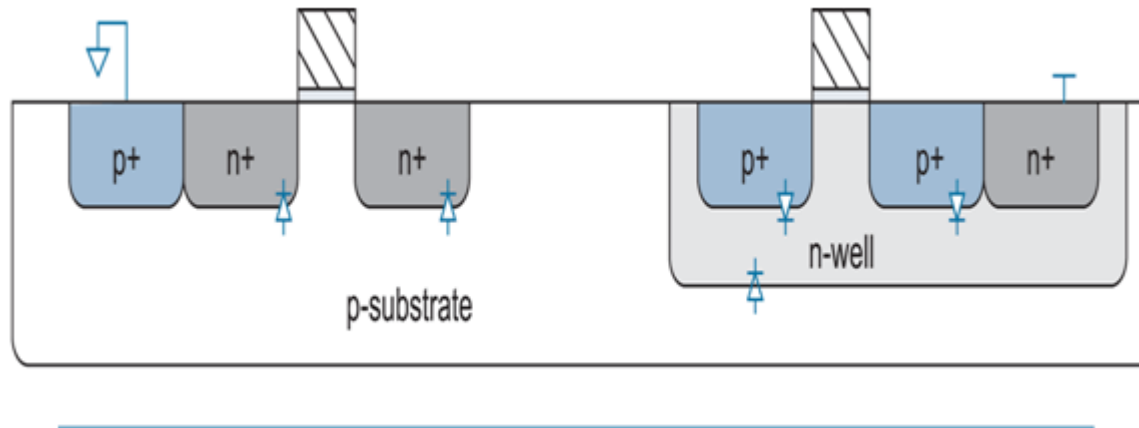 p+ n+ n+ p+ p+ n+
n-well
p-substrate